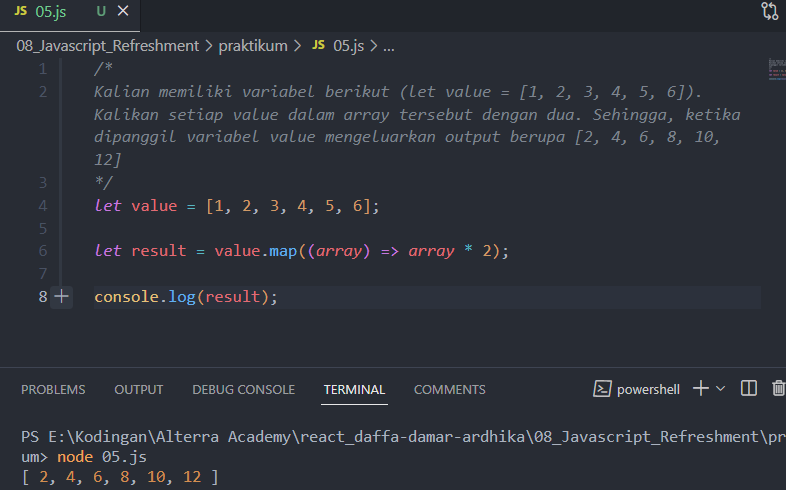 JS 05.js U
08_Javascript_Refreshment > praktikum > JS 05.js > ...
1 /*
2 Kalian memiliki variabel berikut (let value = [1, 2, 3, 4, 5, 6]).
Kalikan setiap value dalam array tersebut dengan dua. Sehingga, ketika
dipanggil variabel value mengeluarkan output berupa [2, 4, 6, 8, 10,
12]
3 */
4 let value = [1, 2, 3, 4, 5, 6];
5
6 let result = value.map((array) => array * 2);
7
8 console.log(result);
PROBLEMS OUTPUT DEBUG CONSOLE TERMINAL COMMENTS powershell
PS E:\Kodingan\Alterra Academy\react_daffa-damar-ardhika\08_Javascript_Refreshment\pr
um> node 05.js
[ 2, 4, 6, 8, 10, 12 ]